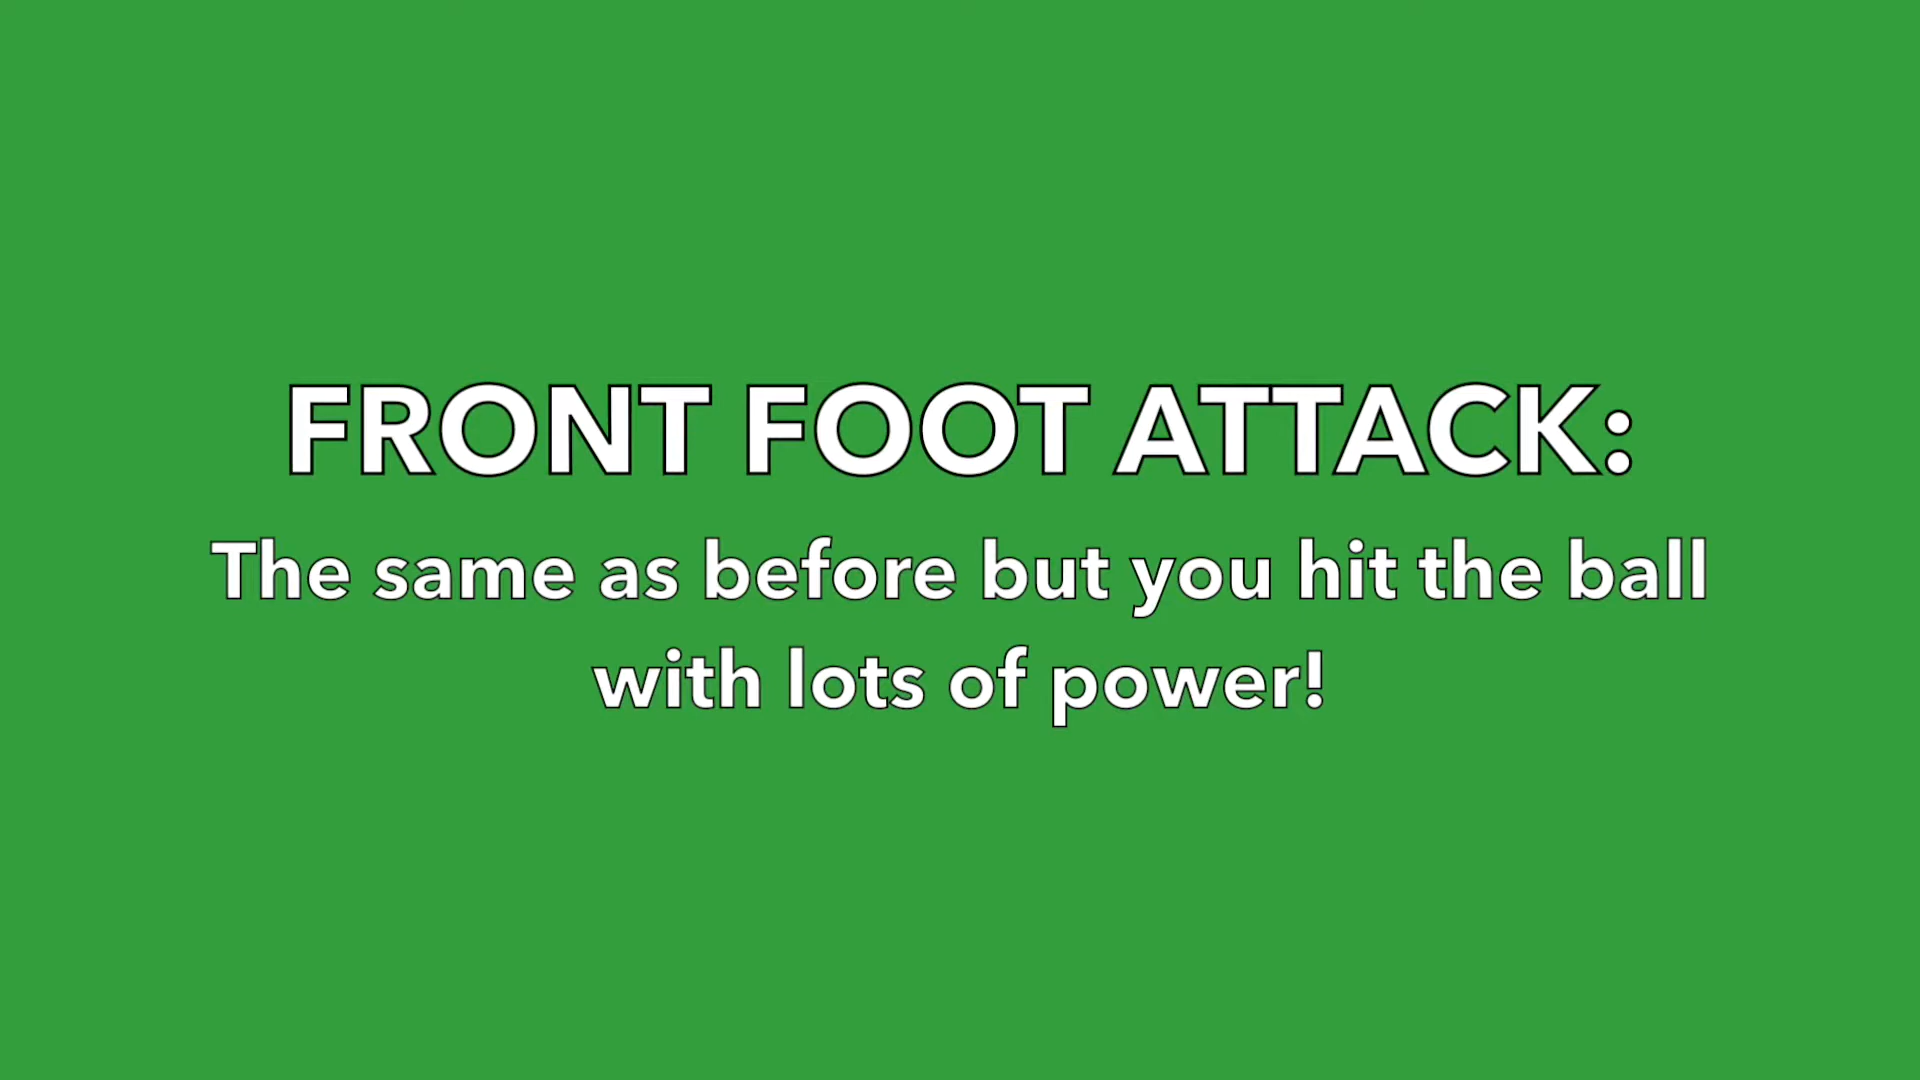 FRONT FOOT ATTACK:
The same as before but you hit the ball
with lots of power!